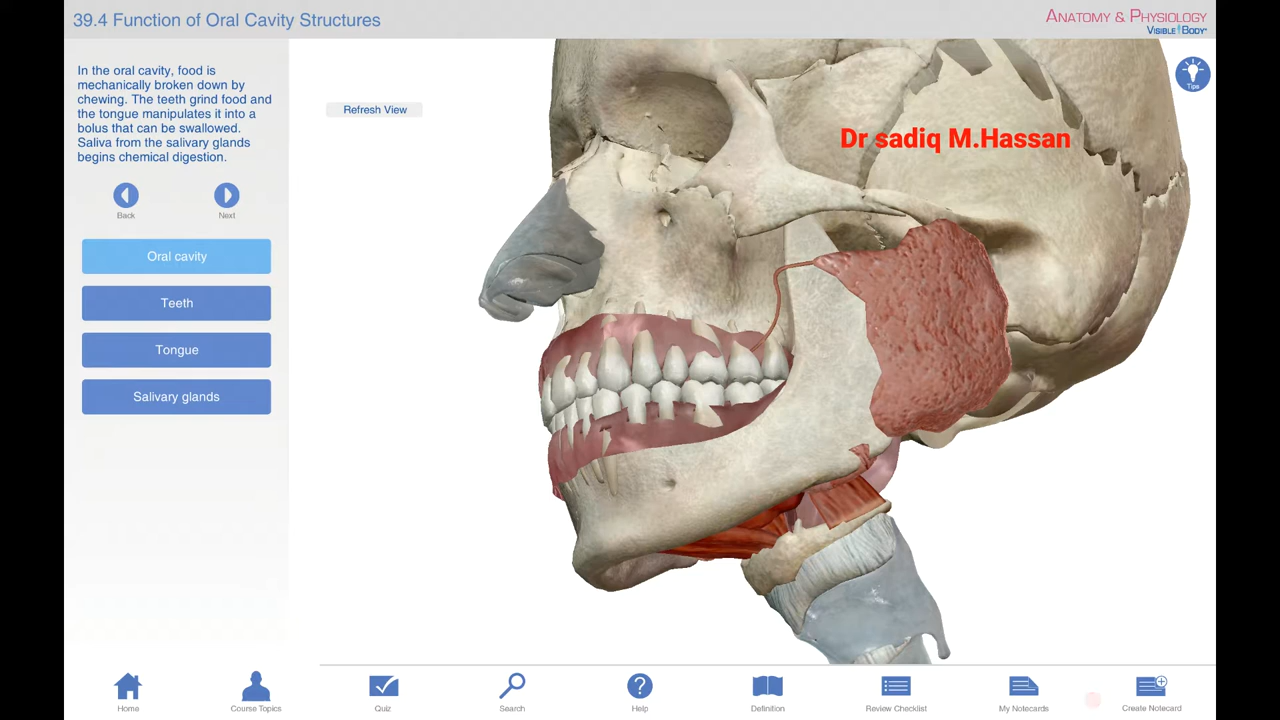 39.4 Function of Oral Cavity Structures
ANATOMY & PHYSIOLOGY
VISIBLE BODY
In the oral cavity, food is
mechanically broken down by
chewing. The teeth grind food and
the tongue manipulates it into a
bolus that can be swallowed.
Saliva from the salivary glands
begins chemical digestion.
Back
Next
Oral cavity
Teeth
Tongue
Salivary glands
Refresh View
Dr sadiq M.Hassan
Tips
Home
Course Topics
Quiz
Search
Help
Definition
Review Checklist
My Notecards
Create Notecard